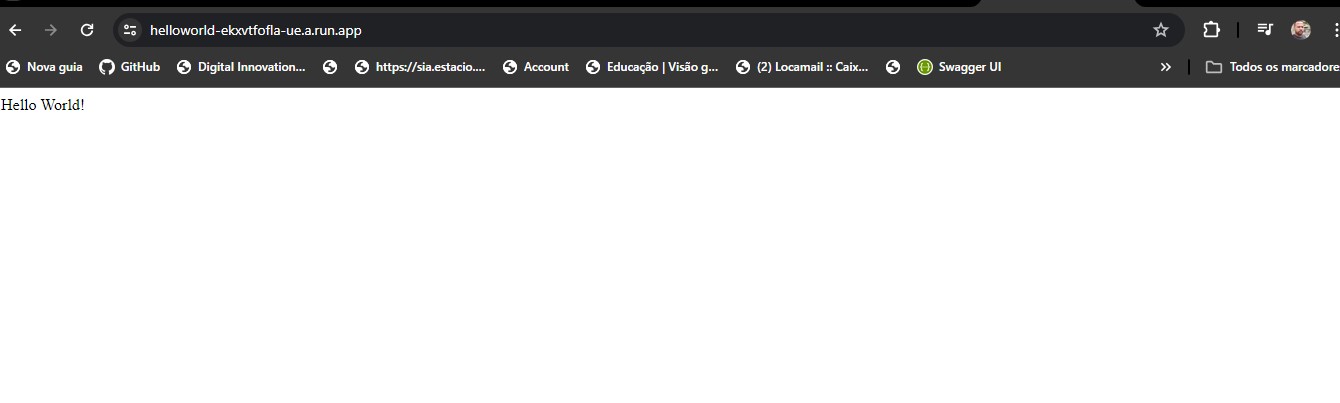 helloworld-ekxvtfofla-ue.a.run.app
Nova guia GitHub Digital Innovation... https://sia.estacio.... Account Educação | Visão g... (2) Locamail :: Caix... Swagger UI » Todos os marcadore
Hello World!